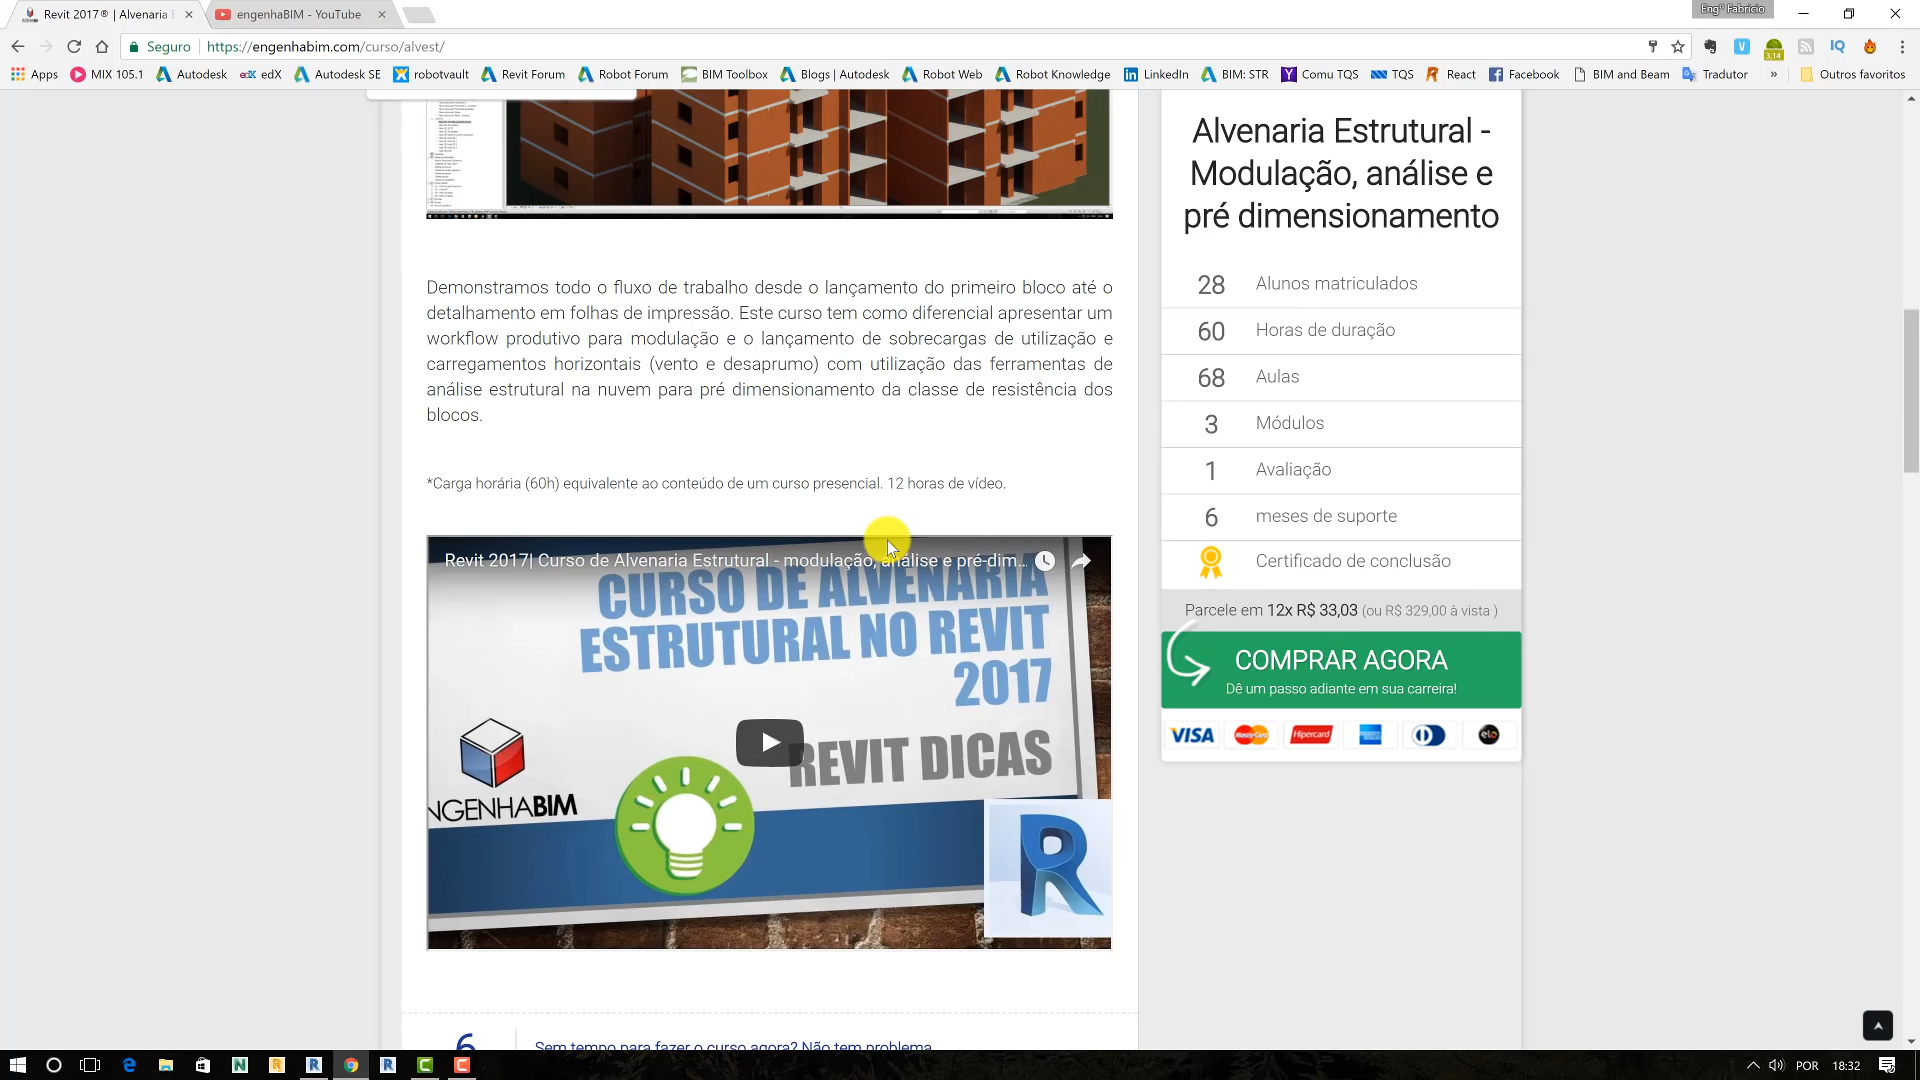 Revit 2017® | Alvenaria
engenhaBIM - YouTube
Engº Fabrício
Seguro
https://engenhabim.com/curso/alvest/
3.14
IQ
Apps
MIX 105.1
Autodesk
edX
Autodesk SE
robotvault
Revit Forum
Robot Forum
BIM Toolbox
Blogs | Autodesk
Robot Web
Robot Knowledge
LinkedIn
BIM: STR
Comu TQS
TQS
React
Facebook
BIM and Beam
Tradutor
»
Outros favoritos
Demonstramos todo o fluxo de trabalho desde o lançamento do primeiro bloco até o
detalhamento em folhas de impressão. Este curso tem como diferencial apresentar um
workflow produtivo para modulação e o lançamento de sobrecargas de utilização e
carregamentos horizontais (vento e desaprumo) com utilização das ferramentas de
análise estrutural na nuvem para pré dimensionamento da classe de resistência dos
blocos.
*Carga horária (60h) equivalente ao conteúdo de um curso presencial. 12 horas de vídeo.
Revit 2017| Curso de Alvenaria Estrutural - modulação, análise e pré-dim...
CURSO DE ALVENARIA
ESTRUTURAL NO REVIT
2017
REVIT DICAS
NGENHABIM
R
6
Sem tempo para fazer o curso agora? Não tem problema
Alvenaria Estrutural -
Modulação, análise e
pré dimensionamento
28 Alunos matriculados
60 Horas de duração
68 Aulas
3 Módulos
1 Avaliação
6 meses de suporte
Certificado de conclusão
Parcele em 12x R$ 33,03 (ou R$ 329,00 à vista )
COMPRAR AGORA
Dê um passo adiante em sua carreira!
VISA
MasterCard
Hipercard
elo
POR
18:32